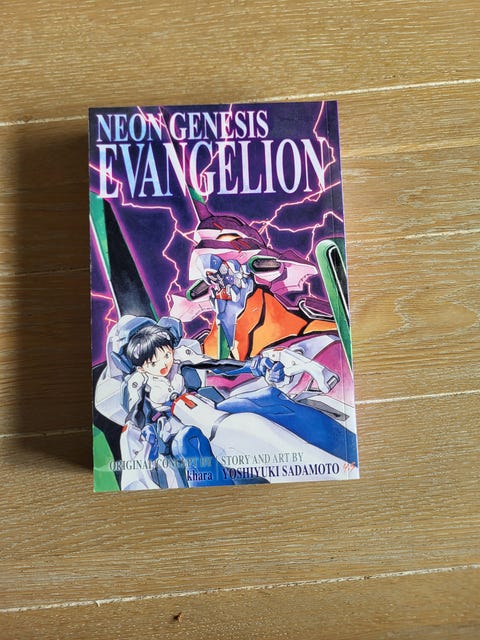 NEON GENESIS
EVANGELION
ORIGINAL CONCEPT BY
khara
STORY AND ART BY
YOSHIYUKI SADAMOTO